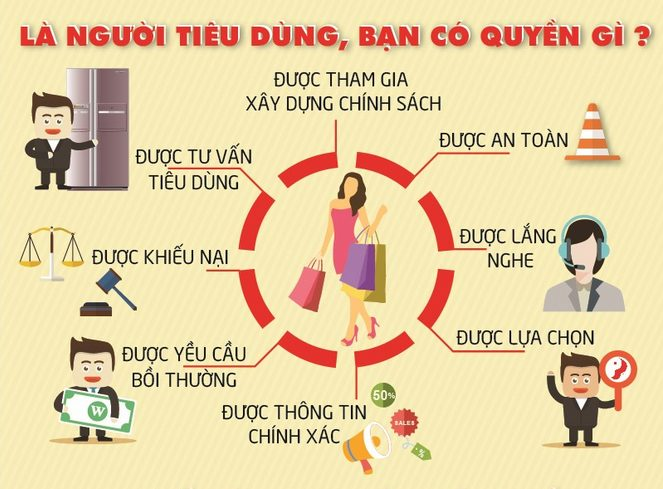 LÀ NGƯỜI TIÊU DÙNG, BẠN CÓ QUYỀN GÌ ?
ĐƯỢC THAM GIA
XÂY DỰNG CHÍNH SÁCH
ĐƯỢC AN TOÀN
ĐƯỢC TƯ VẤN
TIÊU DÙNG
ĐƯỢC LẮNG
NGHE
ĐƯỢC KHIẾU NẠI
ĐƯỢC LỰA CHỌN
ĐƯỢC YỀU CẦU
BỒI THƯỜNG
W
ĐƯỢC THÔNG TIN
CHÍNH XÁC
50%
SALES
%